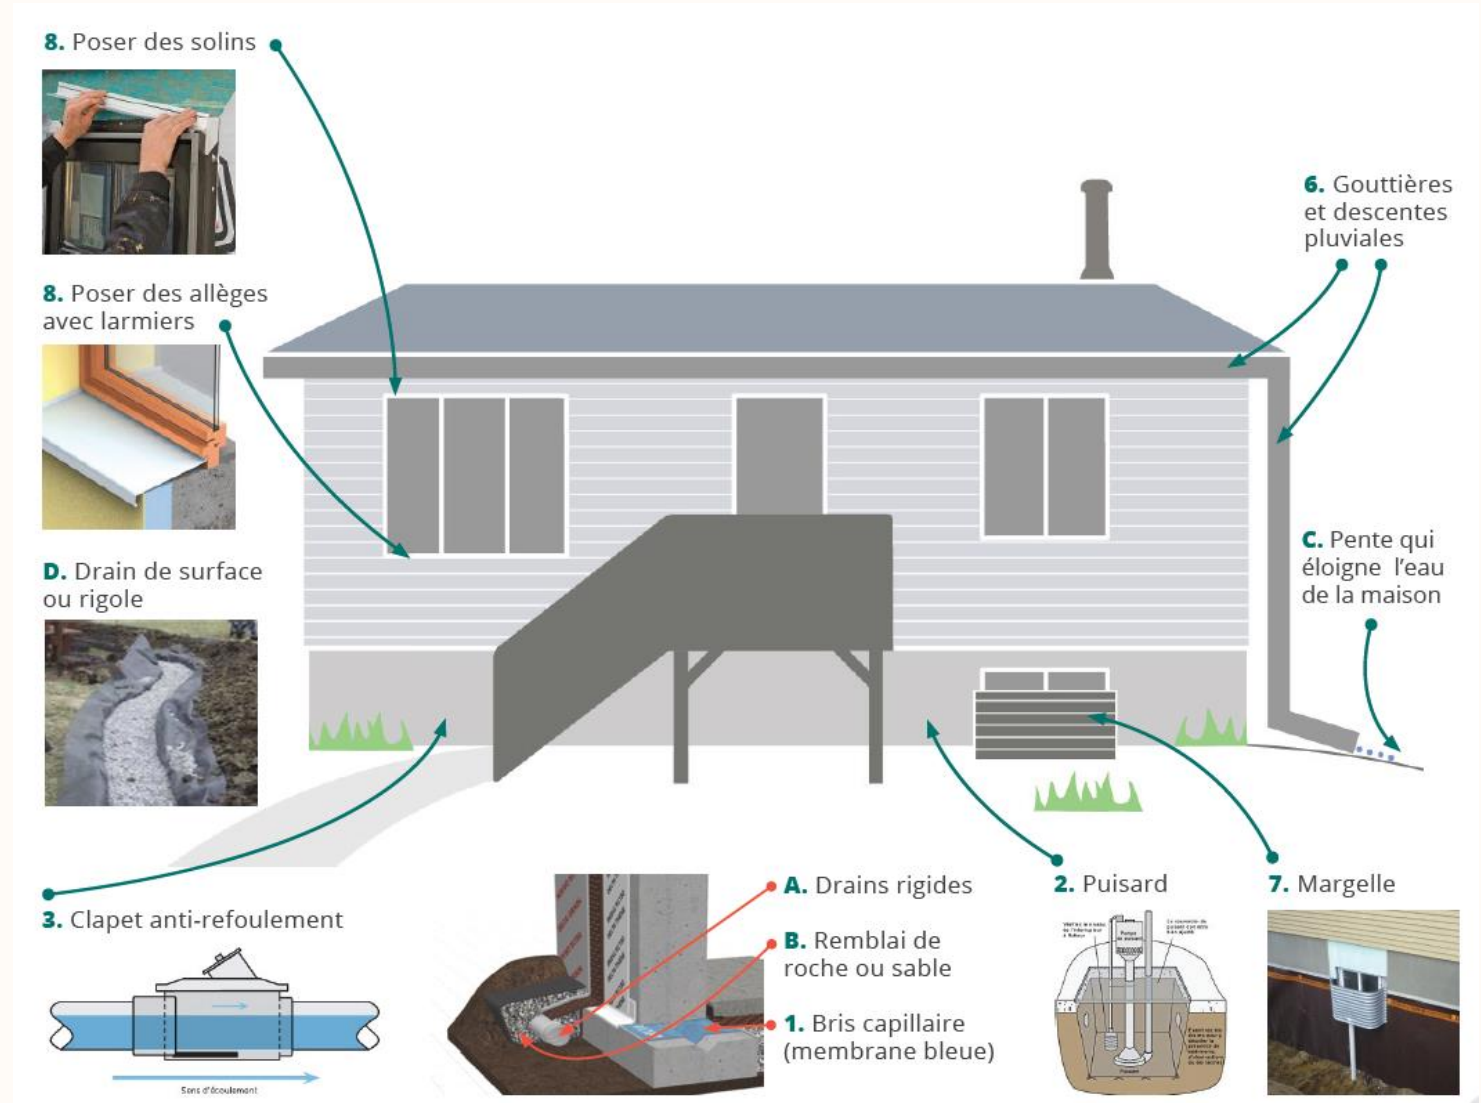 8. Poser des solins
6. Gouttières
et descentes
pluviales
8. Poser des allèges
avec larmiers
C. Pente qui
éloigne l'eau
de la maison
D. Drain de surface
ou rigole
3. Clapet anti-refoulement
Sens d'écoulement
A. Drains rigides
B. Remblai de
roche ou sable
1. Bris capillaire
(membrane bleue)
2. Puisard
7. Margelle